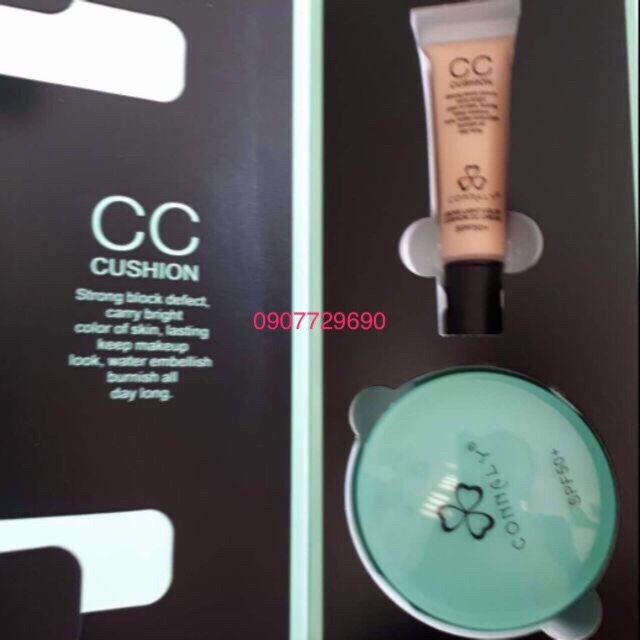 CC
CUSHION
Strong block defect,
carry bright
color of skin, lasting
keep makeup
look, water embellish
burnish all
day long.
0907729690
CC
CUSHION
SPF50+
CONNALY
SPF50+